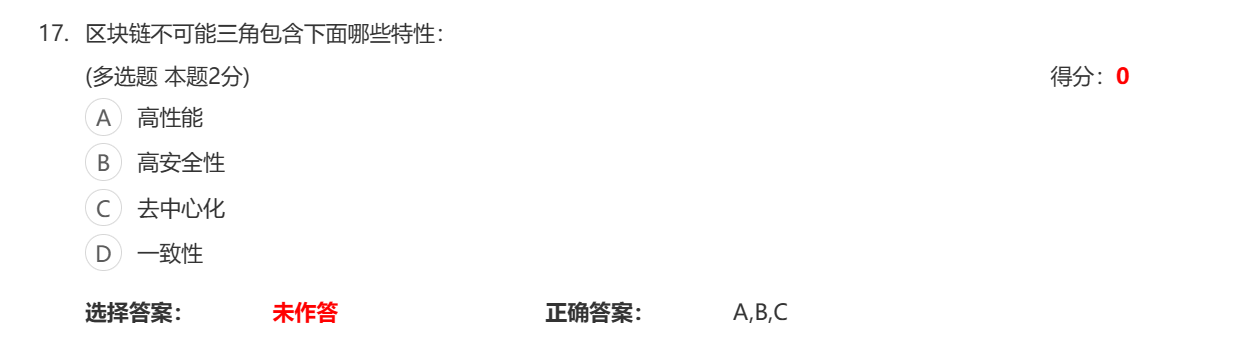 17. 区块链不可能三角包含下面哪些特性：
(多选题 本题2分) 得分：0
A 高性能
B 高安全性
C 去中心化
D 一致性
选择答案： 未作答 正确答案： A,B,C